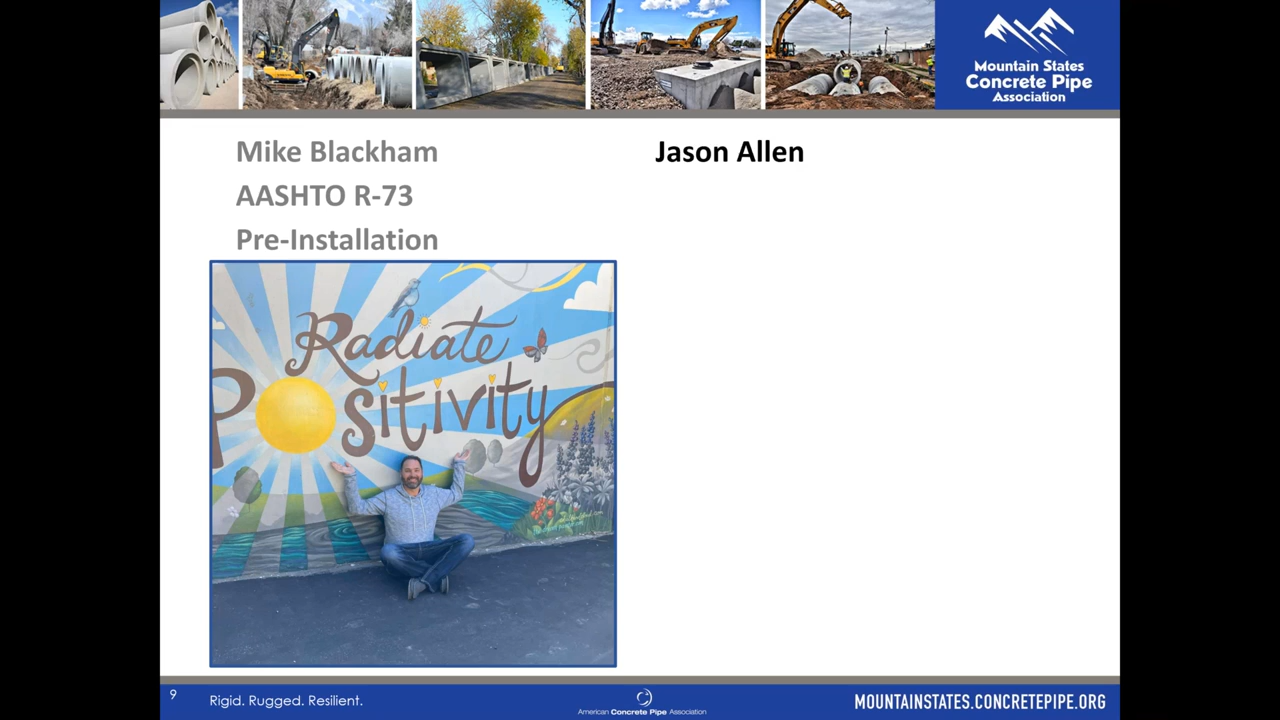 Mountain States
Concrete Pipe
Association
Mike Blackham
AASHTO R-73
Pre-Installation
Jason Allen
Radiate
Positivity
9
Rigid. Rugged. Resilient.
American Concrete Pipe Association
MOUNTAINSTATES.CONCRETEPIPE.ORG